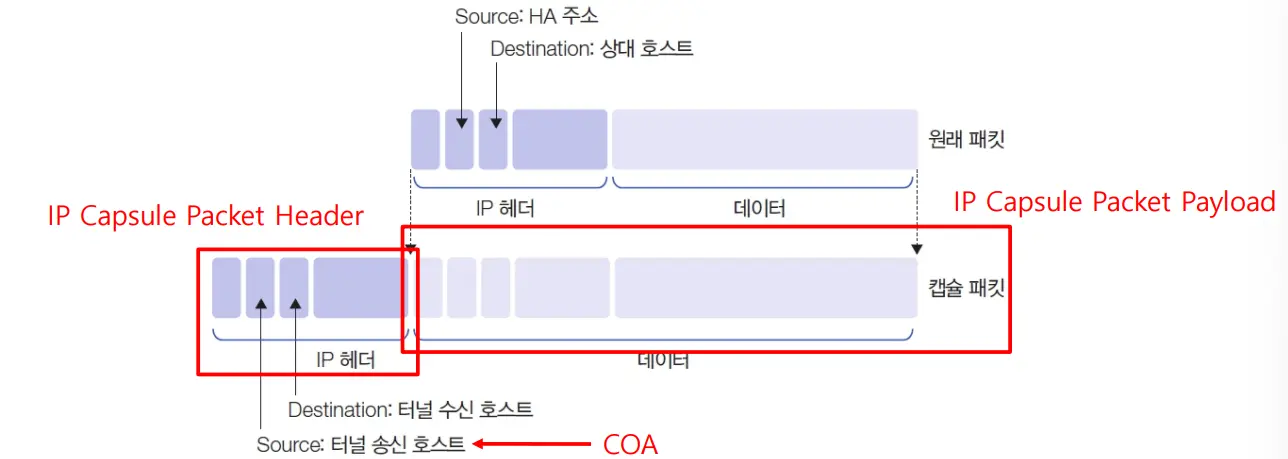 Source: HA 주소
Destination: 상대 호스트
원래 패킷
IP 헤더
데이터
IP Capsule Packet Header
IP Capsule Packet Payload
캡슐 패킷
IP 헤더
데이터
Destination: 터널 수신 호스트
Source: 터널 송신 호스트
COA